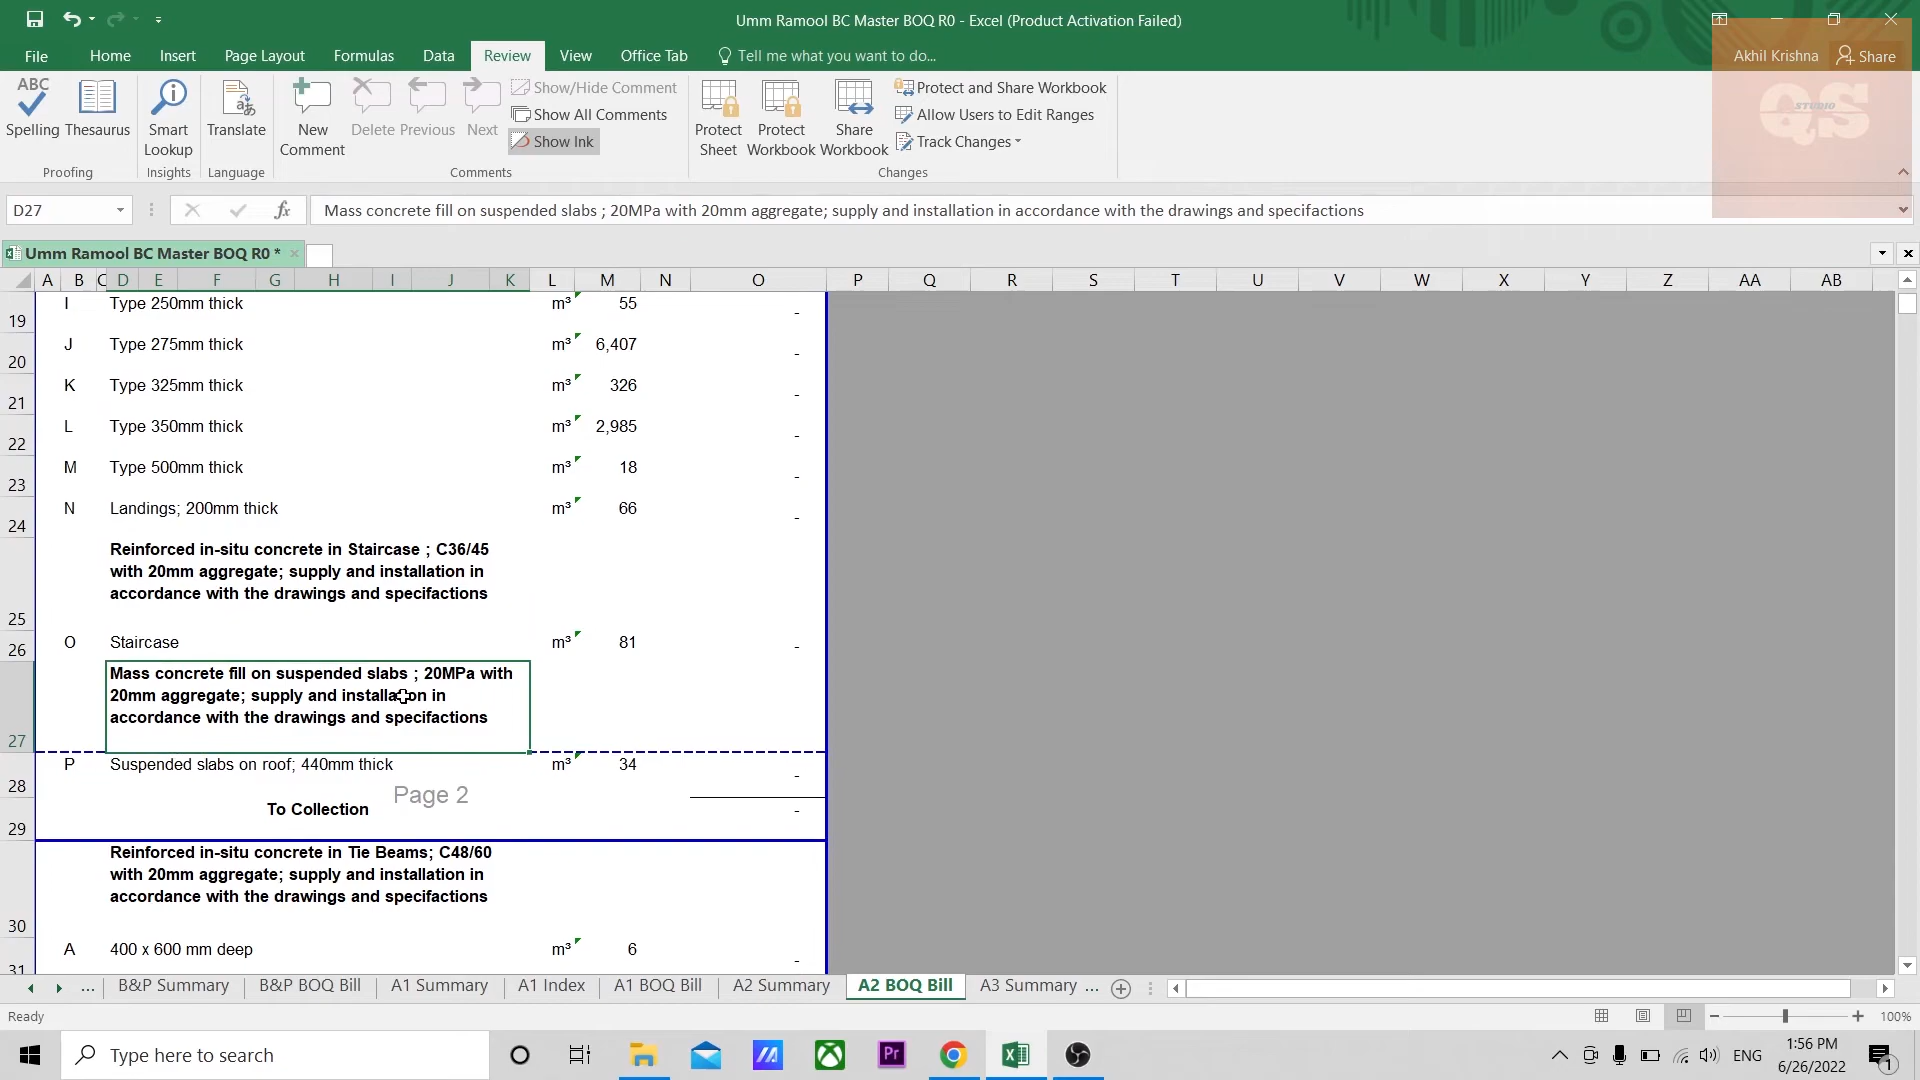 Umm Ramool BC Master BOQ R0 - Excel (Product Activation Failed)
File Home Insert Page Layout Formulas Data Review View Office Tab Tell me what you want to do... Akhil Krishna Share
ABC
Spelling Thesaurus Smart Lookup Translate New Comment Delete Previous Next
Show/Hide Comment
Show All Comments
Show Ink
Protect Sheet Protect Workbook Share Workbook
Protect and Share Workbook
Allow Users to Edit Ranges
Track Changes
STUDIO
QS
Proofing Insights Language Comments Changes
D27 fx Mass concrete fill on suspended slabs ; 20MPa with 20mm aggregate; supply and installation in accordance with the drawings and specifactions
Umm Ramool BC Master BOQ R0 *
A B C D E F G H I J K L M N O P Q R S T U V W X Y Z AA AB
19 I Type 250mm thick m³ 55 -
20 J Type 275mm thick m³ 6,407 -
21 K Type 325mm thick m³ 326 -
22 L Type 350mm thick m³ 2,985 -
23 M Type 500mm thick m³ 18 -
24 N Landings; 200mm thick m³ 66 -
Reinforced in-situ concrete in Staircase ; C36/45
with 20mm aggregate; supply and installation in
accordance with the drawings and specifactions
25
26 O Staircase m³ 81 -
Mass concrete fill on suspended slabs ; 20MPa with
20mm aggregate; supply and installation in
accordance with the drawings and specifactions
27
28 P Suspended slabs on roof; 440mm thick m³ 34 -
Page 2
29 To Collection -
Reinforced in-situ concrete in Tie Beams; C48/60
with 20mm aggregate; supply and installation in
accordance with the drawings and specifactions
30
31 A 400 x 600 mm deep m³ 6 -
... B&P Summary B&P BOQ Bill A1 Summary A1 Index A1 BOQ Bill A2 Summary A2 BOQ Bill A3 Summary ...
Ready 100%
Type here to search Pr ENG 1:56 PM
6/26/2022 1